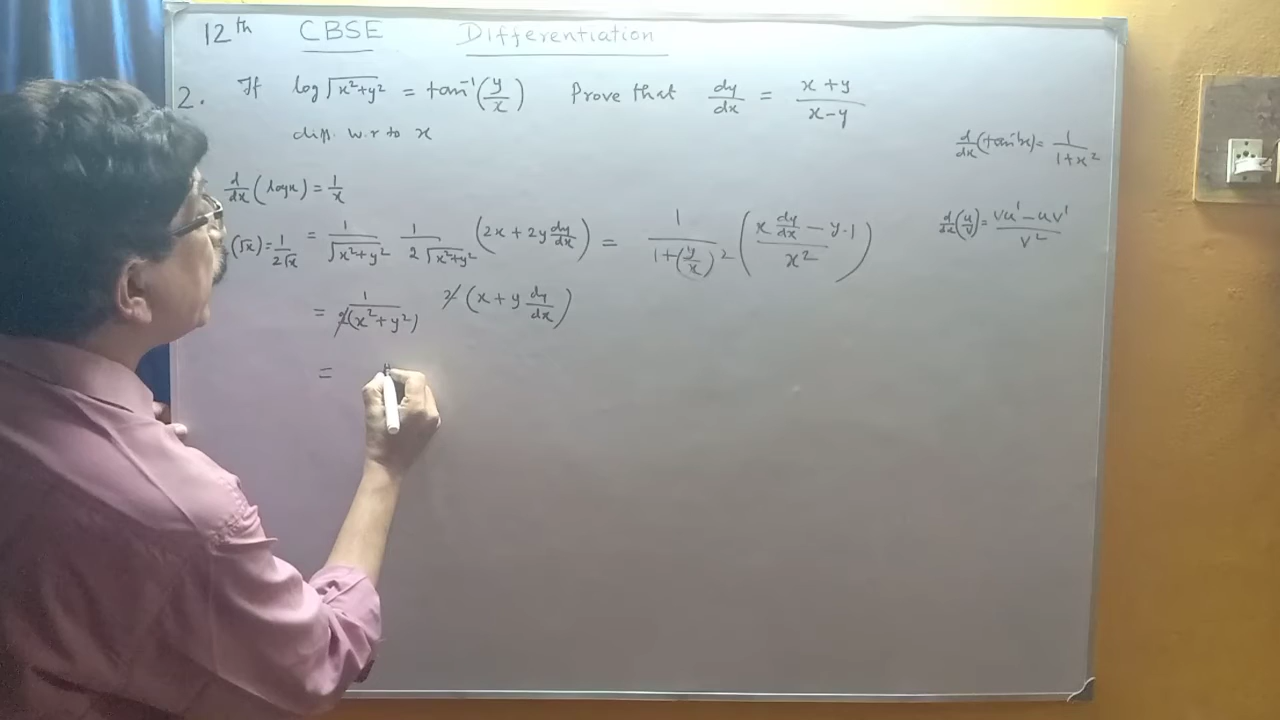 12th CBSE Differentiation
2. If log√x²+y² = tan⁻¹(y/x) Prove that dy/dx = x+y/x-y
diff. w.r to x
d/dx(tan⁻¹x)= 1/1+x²
d/dx(logx) = 1/x
(√x)= 1/2√x = 1/√x²+y² 1/2√x²+y² (2x + 2y dy/dx) = 1/1+(y/x)² (x dy/dx - y.1/x²) d/dx(u/v)= vu' - uv'/v²
= 1/2(x²+y²) 2(x + y dy/dx)
=